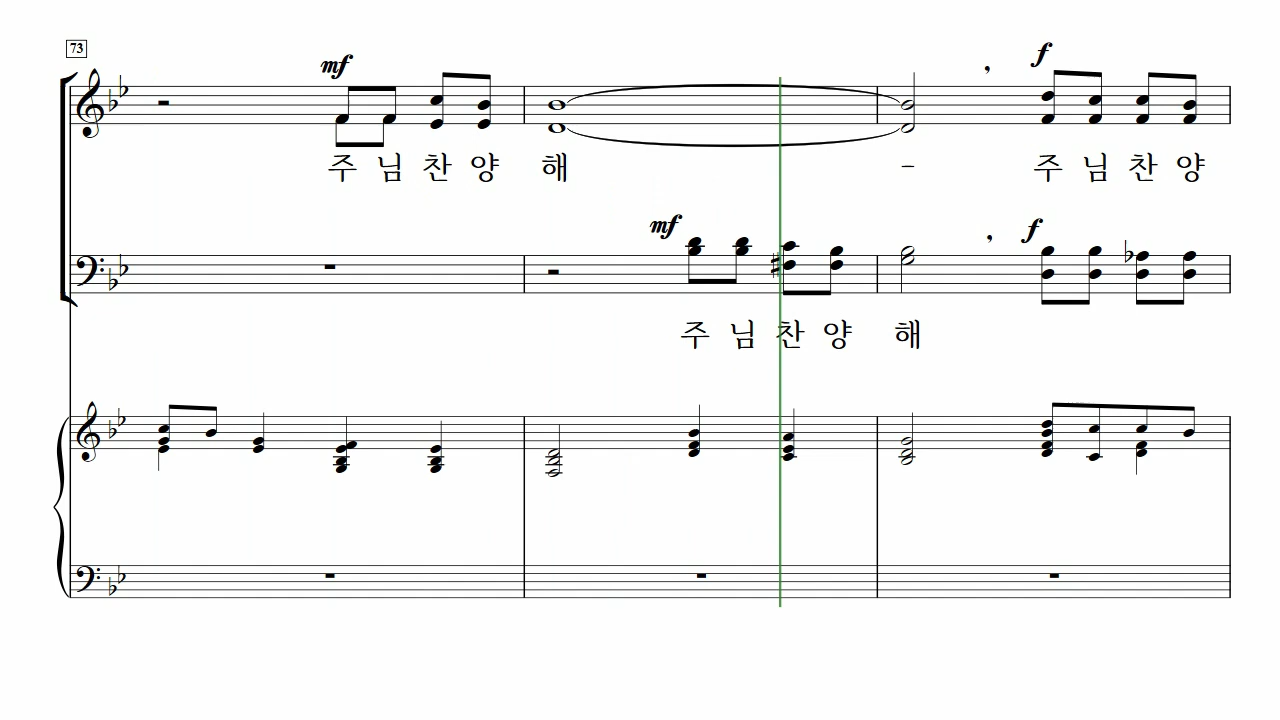 73
mf f
주 님 찬 양 해 - 주 님 찬 양
mf f
주 님 찬 양 해